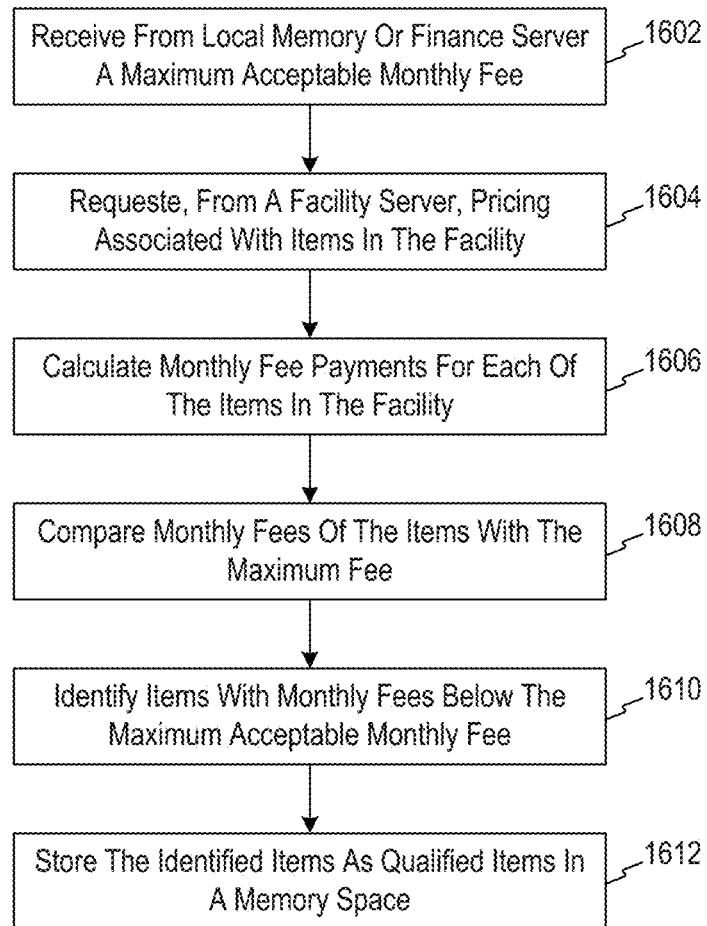 Receive From Local Memory Or Finance Server
A Maximum Acceptable Monthly Fee
1602
Requeste, From A Facility Server, Pricing
Associated With Items In The Facility
1604
Calculate Monthly Fee Payments For Each Of
The Items In The Facility
1606
Compare Monthly Fees Of The Items With The
Maximum Fee
1608
Identify Items With Monthly Fees Below The
Maximum Acceptable Monthly Fee
1610
Store The Identified Items As Qualified Items In
A Memory Space
1612